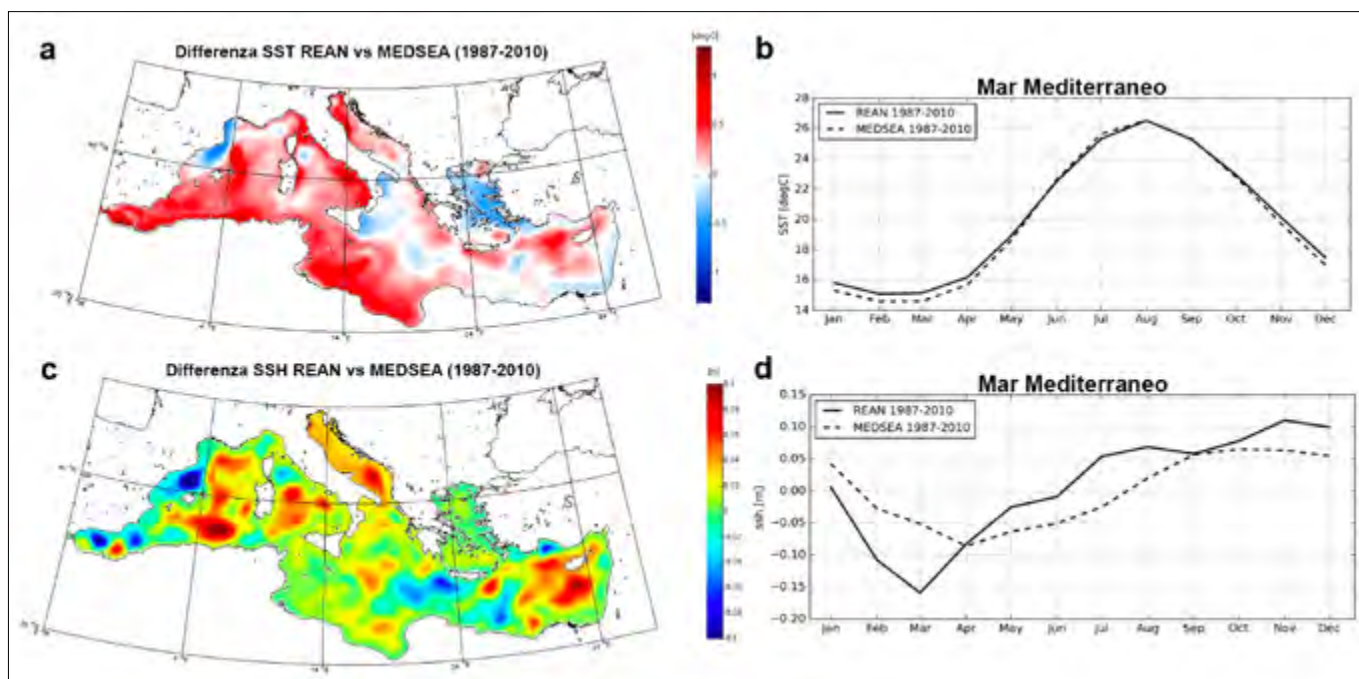 a
Differenza SST REAN vs MEDSEA (1987-2010)
[degC]
b
Mar Mediterraneo
REAN 1987-2010
MEDSEA 1987-2010
28
26
24
22
20
18
16
14
SST [degC]
Jan Feb Mar Apr May Jun Jul Aug Sep Oct Nov Dec
c
Differenza SSH REAN vs MEDSEA (1987-2010)
[m]
d
Mar Mediterraneo
REAN 1987-2010
MEDSEA 1987-2010
0.15
0.10
0.05
0.00
−0.05
−0.10
−0.15
−0.20
ssh [m]
Jan Feb Mar Apr May Jun Jul Aug Sep Oct Nov Dec